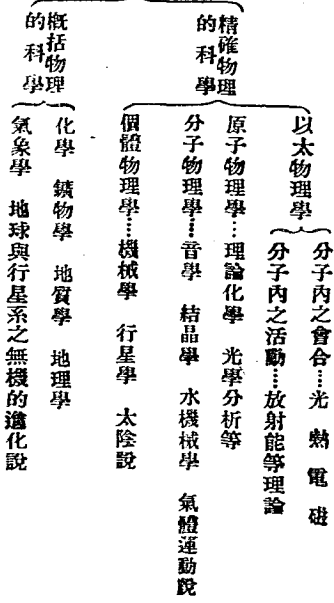 精確物理
的科學
以太物理學
分子內之會合……光 熱 電 磁
分子內之活動……放射能等理論
原子物理學……理論化學 光學分析等
分子物理學……音學 結晶學 水機械學 氣體運動說
個體物理學……機械學 行星學 太陰說
概括物理
的科學
化學 鑛物學 地質學 地理學
氣象學 地球與行星系之無機的進化說